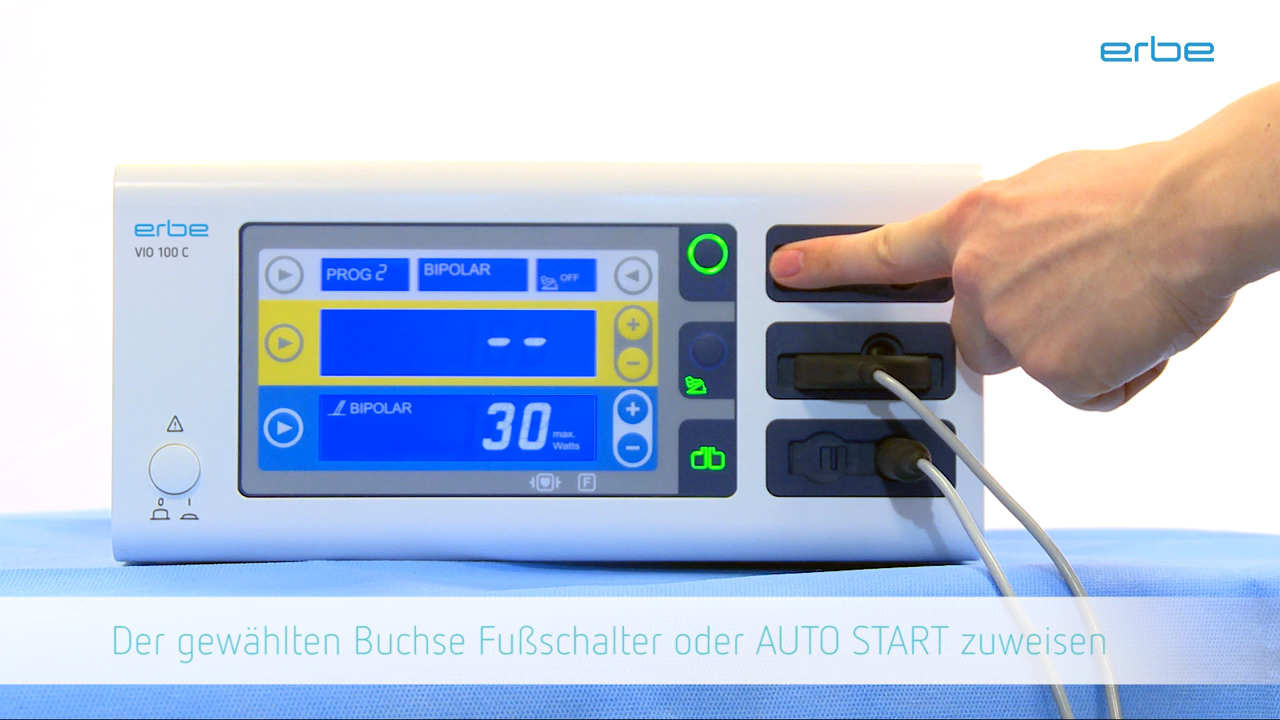 erbe
erbe
VIO 100 C
PROG 2
BIPOLAR
OFF
- -
BIPOLAR
30
max.
Watts
F
0 I
Der gewählten Buchse Fußschalter oder AUTO START zuweisen